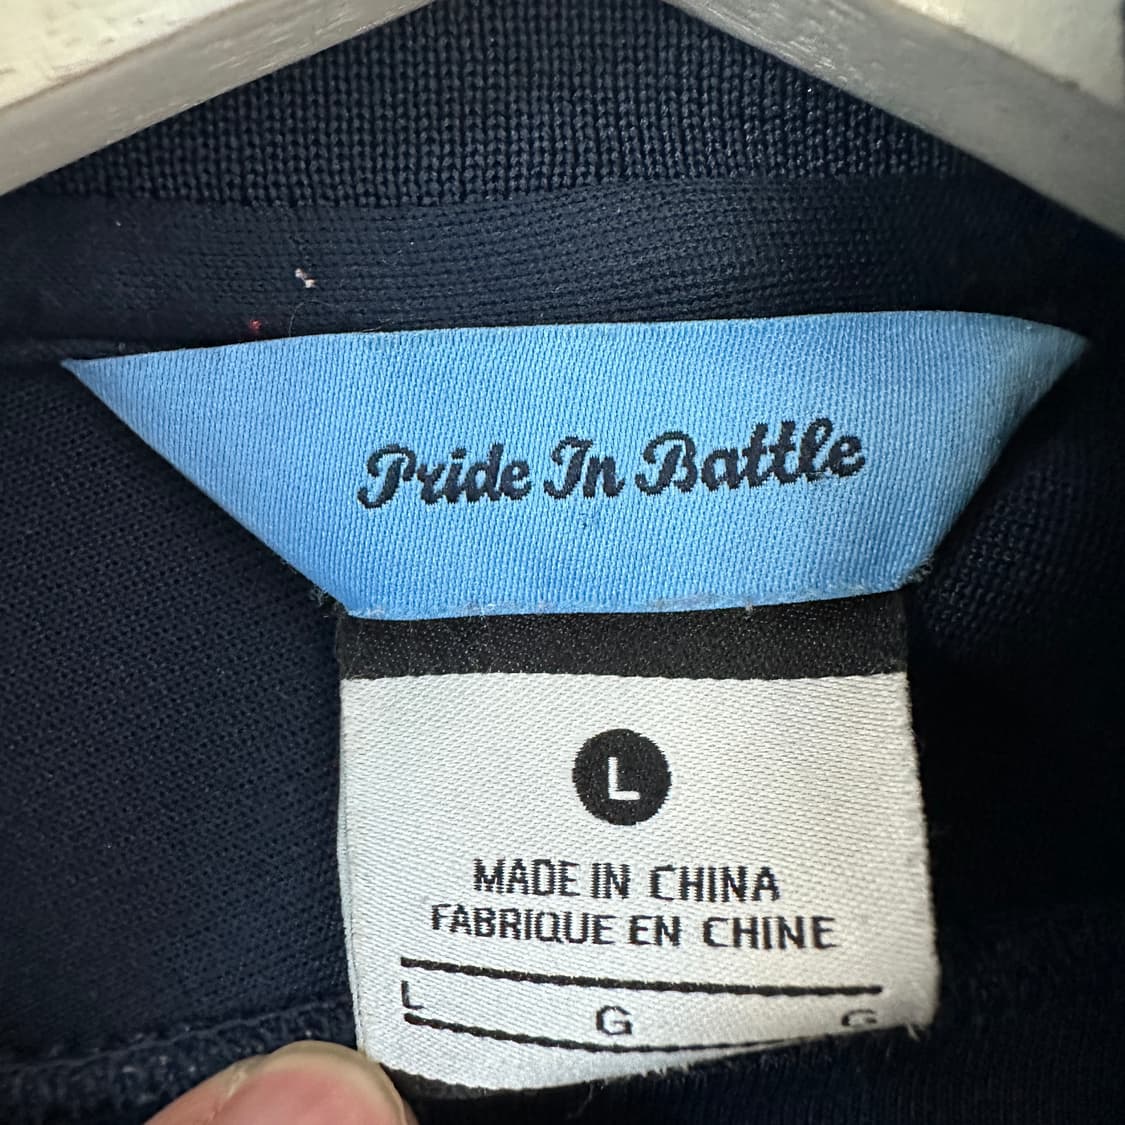 Pride In Battle
L
MADE IN CHINA
FABRIQUE EN CHINE
L G G